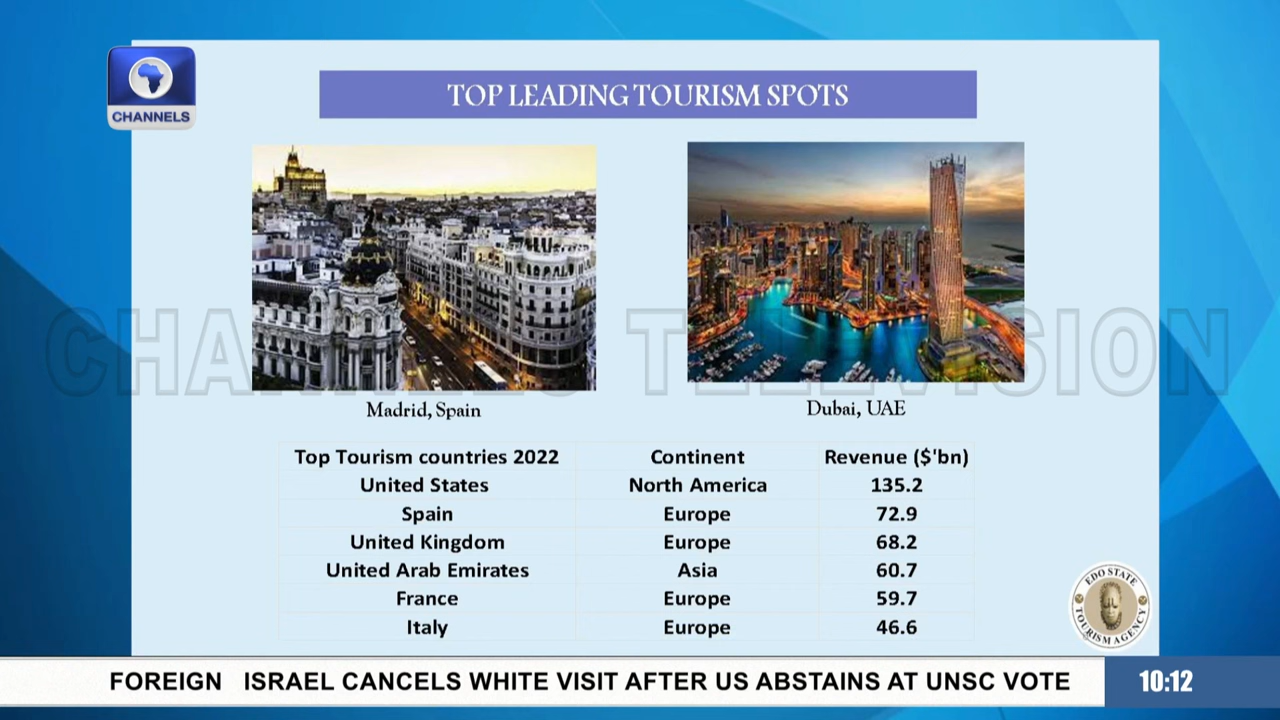 CHANNELS
TOP LEADING TOURISM SPOTS
CHANNELS TELEVISION
Madrid, Spain
Dubai, UAE
Top Tourism countries 2022 Continent Revenue ($'bn)
United States North America 135.2
Spain Europe 72.9
United Kingdom Europe 68.2
United Arab Emirates Asia 60.7
France Europe 59.7
Italy Europe 46.6
EDO STATE
TOURISM AGENCY
FOREIGN ISRAEL CANCELS WHITE VISIT AFTER US ABSTAINS AT UNSC VOTE
10:12